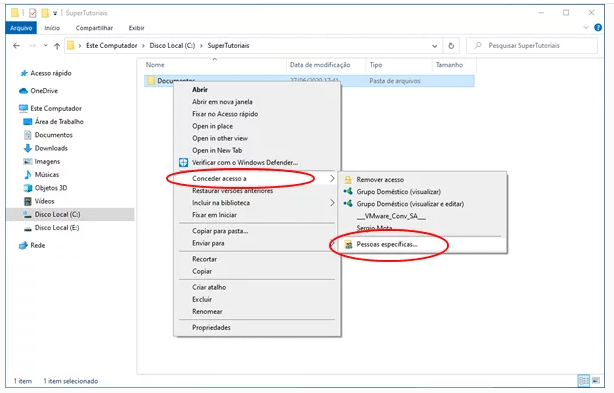 SuperTutoriais
Arquivo Início Compartilhar Exibir
Este Computador > Disco Local (C:) > SuperTutoriais
Pesquisar SuperTutoriais
Nome Data de modificação Tipo Tamanho
Acesso rápido
OneDrive
Este Computador
Área de Trabalho
Documentos
Downloads
Imagens
Músicas
Objetos 3D
Vídeos
Disco Local (C:)
Disco Local (E:)
Rede
Documentos 27/06/2020 17:41 Pasta de arquivos
Abrir
Abrir em nova janela
Fixar no Acesso rápido
Open in place
Open in other view
Open in New Tab
Verificar com o Windows Defender...
Conceder acesso a
Restaurar versões anteriores
Incluir na biblioteca
Fixar em Iniciar
Copiar para pasta...
Enviar para
Recortar
Copiar
Criar atalho
Excluir
Renomear
Propriedades
Remover acesso
Grupo Doméstico (visualizar)
Grupo Doméstico (visualizar e editar)
___VMware_Conv_SA___
Sergio Mota
Pessoas específicas...
1 item 1 item selecionado